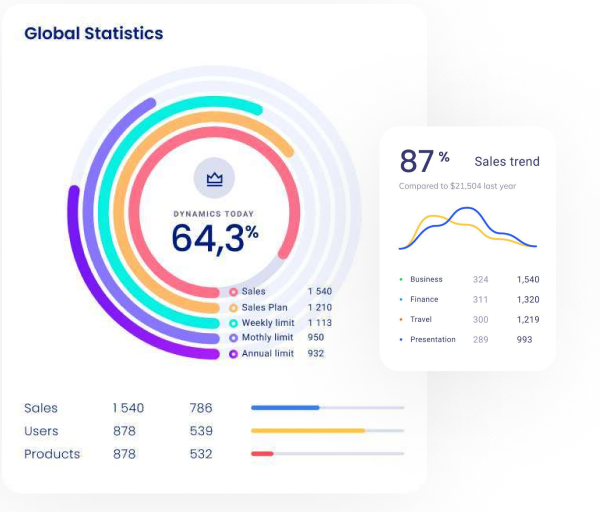 Global Statistics
DYNAMICS TODAY
64,3%
Sales 1 540
Sales Plan 1 210
Weekly limit 1 113
Mothly limit 950
Annual limit 932
Sales 1 540 786
Users 878 539
Products 878 532
87% Sales trend
Compared to $21,504 last year
Business 324 1,540
Finance 311 1,320
Travel 300 1,219
Presentation 289 993